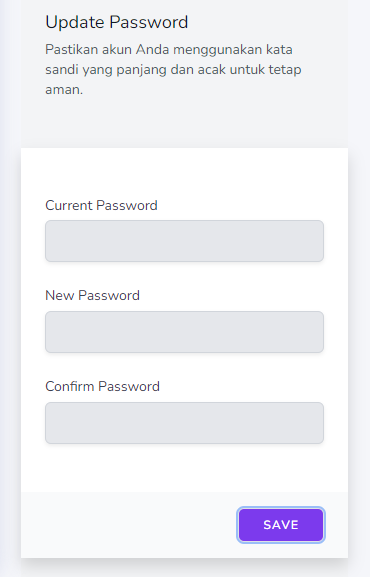 Update Password
Pastikan akun Anda menggunakan kata
sandi yang panjang dan acak untuk tetap
aman.
Current Password
New Password
Confirm Password
SAVE